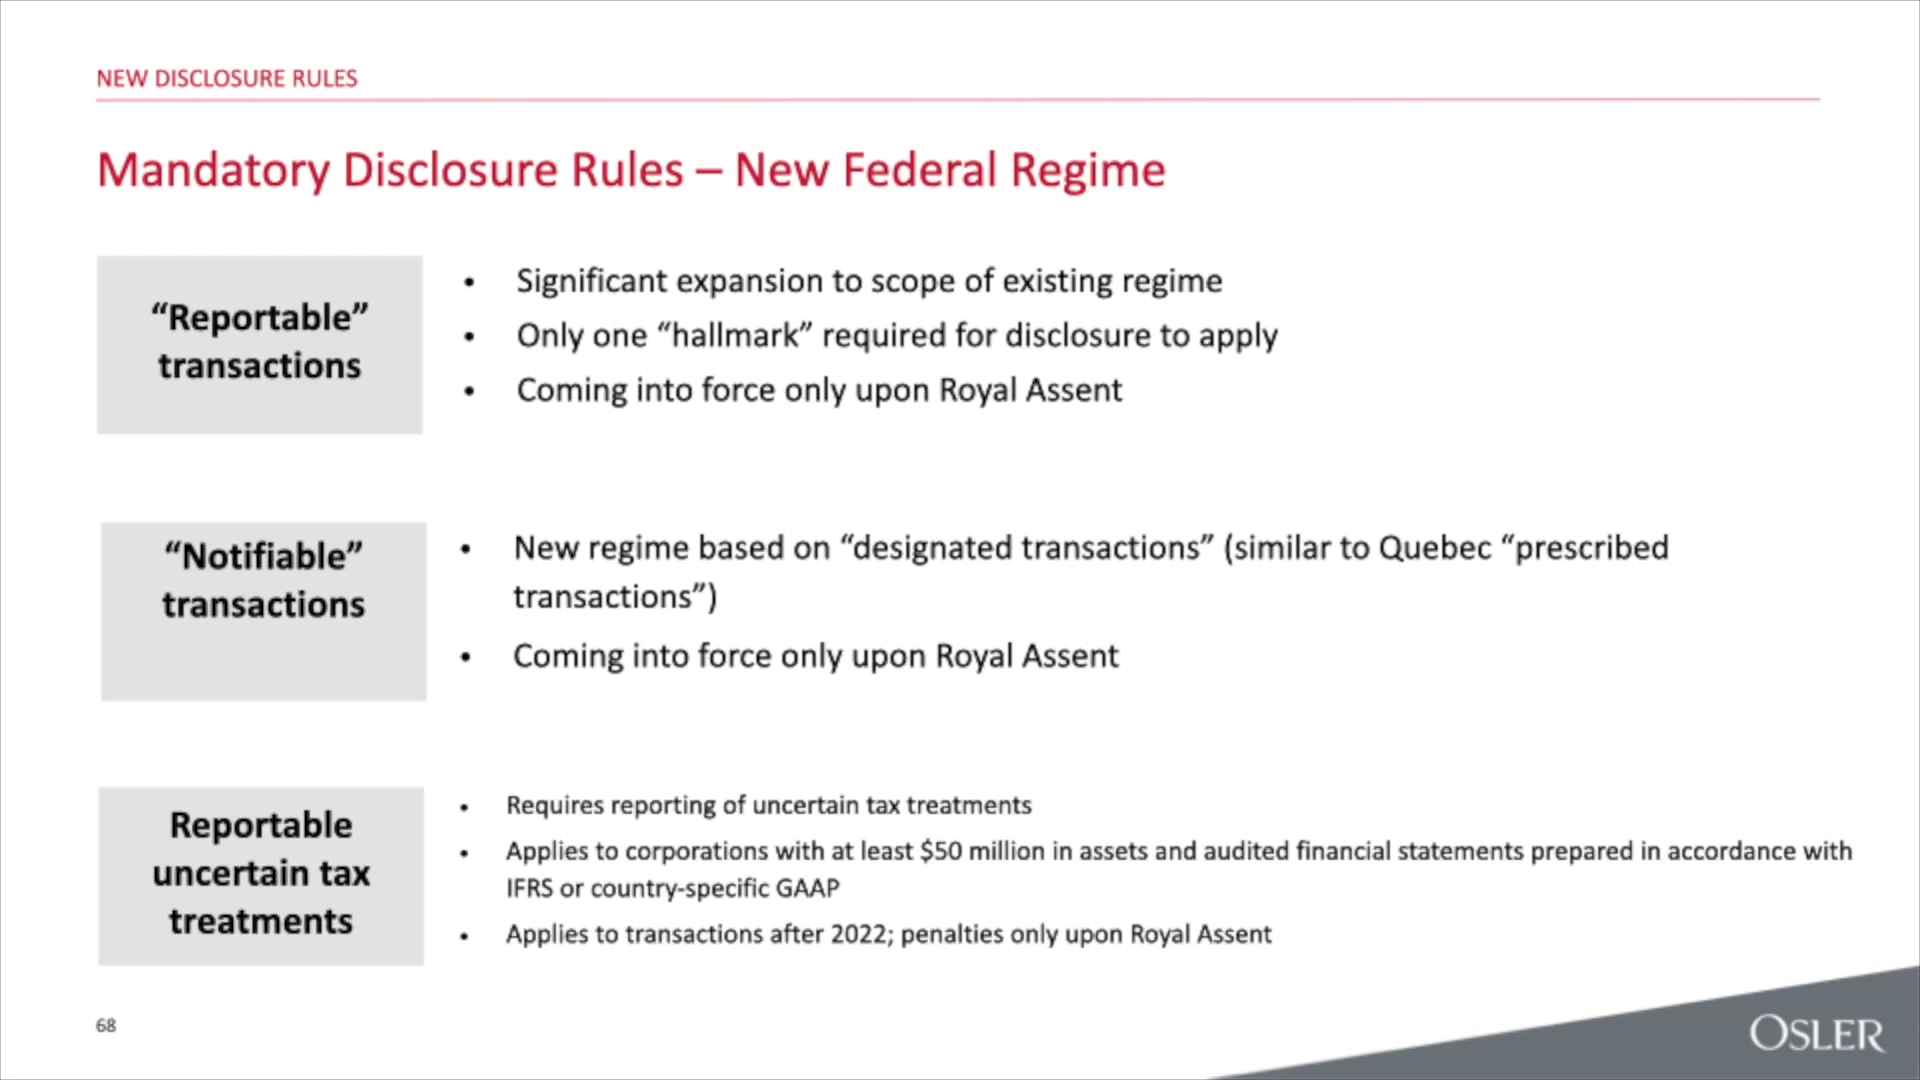 NEW DISCLOSURE RULES
Mandatory Disclosure Rules – New Federal Regime
“Reportable”
transactions
• Significant expansion to scope of existing regime
• Only one “hallmark” required for disclosure to apply
• Coming into force only upon Royal Assent
“Notifiable”
transactions
• New regime based on “designated transactions” (similar to Quebec “prescribed
transactions”)
• Coming into force only upon Royal Assent
Reportable
uncertain tax
treatments
• Requires reporting of uncertain tax treatments
• Applies to corporations with at least $50 million in assets and audited financial statements prepared in accordance with
IFRS or country-specific GAAP
• Applies to transactions after 2022; penalties only upon Royal Assent
68
OSLER